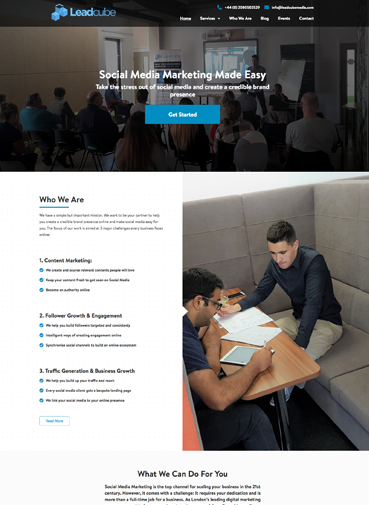 Leadcube
+44 (0) 2080502529
info@leadcubemedia.com
Home Services Who We Are Blog Events Contact
Social Media Marketing Made Easy
Take the stress out of social media and create a credible brand
presence
Get Started
Who We Are
We have a simple but important mission. We want to be your partner to help
you create a credible brand presence online and make social media easy for
you. The focus of our work is aimed at 3 major challenges every business faces
online:
1. Content Marketing:
We create and source relevant contents people will love
Keep your content fresh to get seen on Social Media
Become an Authority online
2. Follower Growth & Engagement
We help you build followers targeted and consistently
Intelligent ways of creating engagement online
Synchronise social channels to build an online ecosystem
3. Traffic Generation & Business Growth
We help you build up your traffic and reach
Every social media client gets a bespoke landing page
We link your social media to your online presence
Read More
What We Can Do For You
Social Media Marketing is the top channel for scaling your business in the 21st
century. However, it comes with a challenge: It requires your dedication and is
more than a full-time job for a business. As London's leading digital marketing